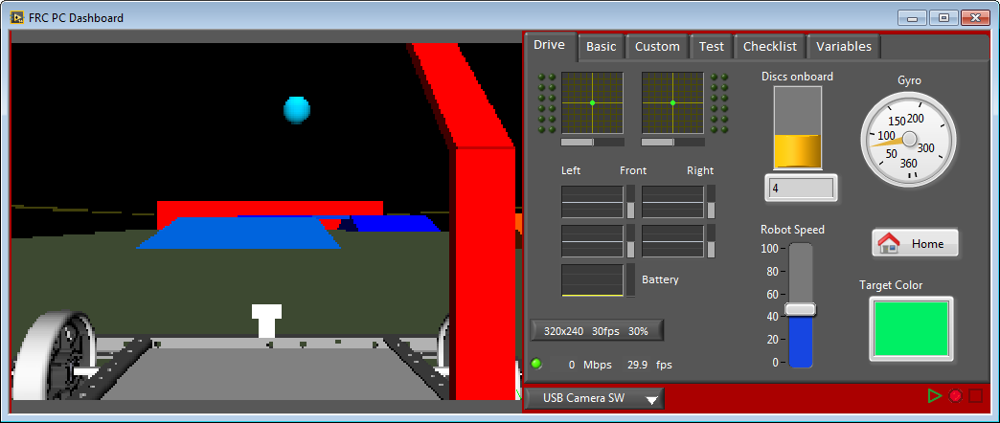 FRC PC Dashboard
Drive Basic Custom Test Checklist Variables
Discs onboard
4
Gyro
50
100
150
200
300
360
Left Front Right
Battery
Robot Speed
100
80
60
40
20
0
Home
Target Color
320x240 30fps 30%
0 Mbps 29.9 fps
USB Camera SW